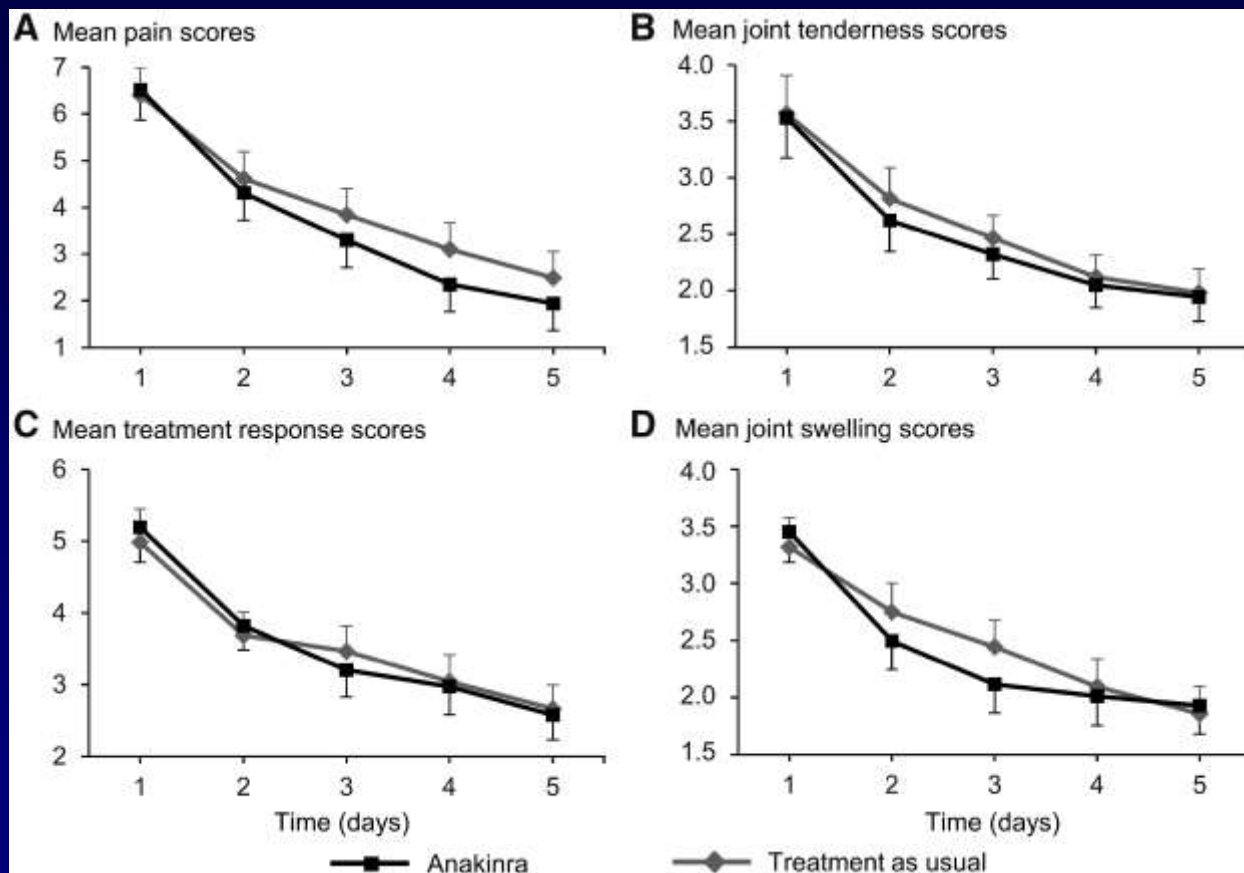 A Mean pain scores
7
6
5
4
3
2
1
1 2 3 4 5
B Mean joint tenderness scores
4.0
3.5
3.0
2.5
2.0
1.5
1 2 3 4 5
C Mean treatment response scores
6
5
4
3
2
1 2 3 4 5
Time (days)
D Mean joint swelling scores
4.0
3.5
3.0
2.5
2.0
1.5
1 2 3 4 5
Time (days)
Anakinra
Treatment as usual